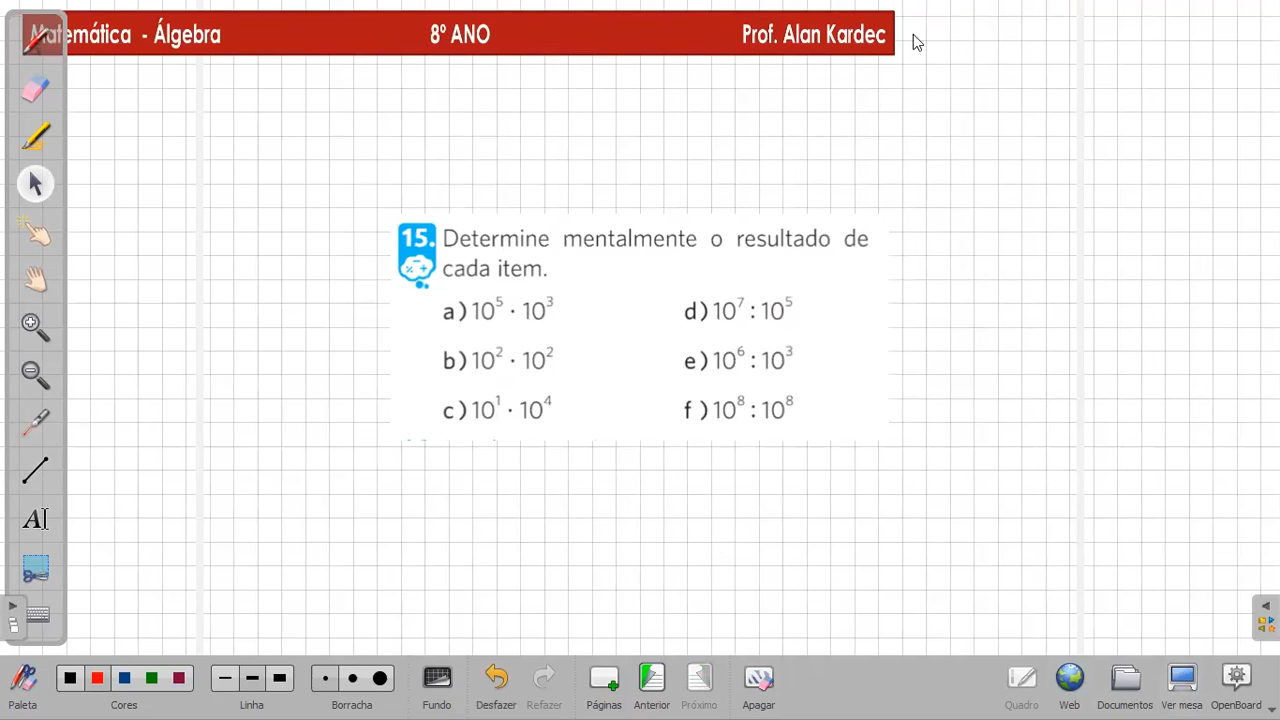 Matemática - Álgebra 8º ANO Prof. Alan Kardec
15. Determine mentalmente o resultado de
cada item.
a) 10⁵ · 10³ d) 10⁷ : 10⁵
b) 10² · 10² e) 10⁶ : 10³
c) 10¹ · 10⁴ f ) 10⁸ : 10⁸
Paleta Cores Linha Borracha Fundo Desfazer Refazer Páginas Anterior Próximo Apagar Quadro Web Documentos Ver mesa OpenBoard